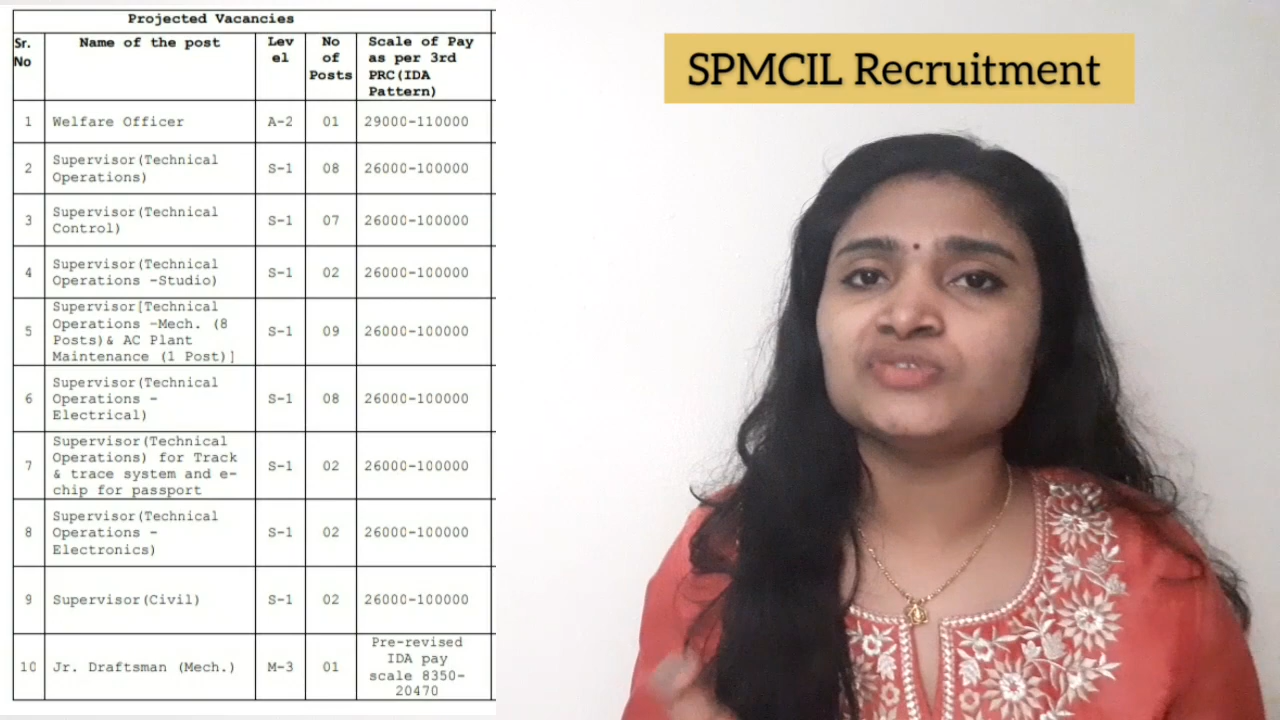 Projected Vacancies
Sr. No
Name of the post
Lev
el
No
of
Posts
Scale of Pay
as per 3rd
PRC(IDA
Pattern)
1
Welfare Officer
A-2
01
29000-110000
2
Supervisor(Technical
Operations)
S-1
08
26000-100000
3
Supervisor(Technical
Control)
S-1
07
26000-100000
4
Supervisor(Technical
Operations -Studio)
S-1
02
26000-100000
5
Supervisor[Technical
Operations -Mech. (8
Posts)& AC Plant
Maintenance (1 Post)]
S-1
09
26000-100000
6
Supervisor(Technical
Operations -
Electrical)
S-1
08
26000-100000
7
Supervisor(Technical
Operations) for Track
& trace system and e-
chip for passport
S-1
02
26000-100000
8
Supervisor(Technical
Operations -
Electronics)
S-1
02
26000-100000
9
Supervisor(Civil)
S-1
02
26000-100000
10
Jr. Draftsman (Mech.)
M-3
01
Pre-revised
IDA pay
scale 8350-
20470
SPMCIL Recruitment